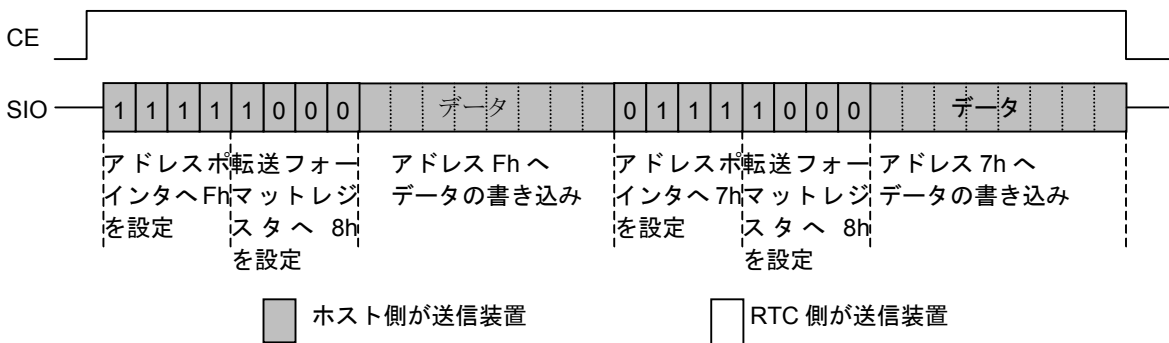 CE
SIO
1 1 1 1 1 0 0 0 データ 0 1 1 1 1 0 0 0 データ
アドレスポ
インタへ Fh
を設定
転送フォー
マットレジ
スタへ 8h
を設定
アドレス Fh へ
データの書き込み
アドレスポ
インタへ 7h
を設定
転送フォー
マットレジ
スタへ 8h
を設定
アドレス 7h へ
データの書き込み
ホスト側が送信装置
RTC 側が送信装置